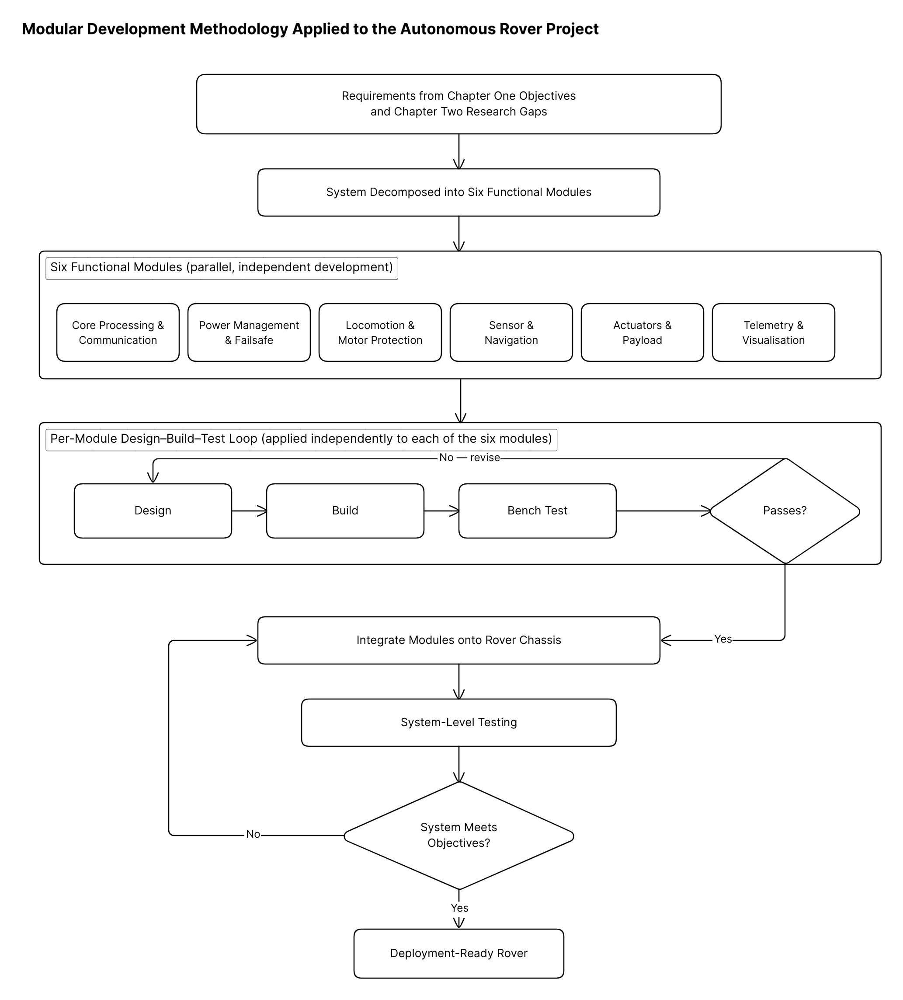 Modular Development Methodology Applied to the Autonomous Rover Project
Requirements from Chapter One Objectives
and Chapter Two Research Gaps
System Decomposed into Six Functional Modules
Six Functional Modules (parallel, independent development)
Core Processing &
Communication
Power Management
& Failsafe
Locomotion &
Motor Protection
Sensor &
Navigation
Actuators &
Payload
Telemetry &
Visualisation
Per-Module Design–Build–Test Loop (applied independently to each of the six modules)
No — revise
Design
Build
Bench Test
Passes?
Integrate Modules onto Rover Chassis
Yes
System-Level Testing
System Meets
Objectives?
No
Yes
Deployment-Ready Rover